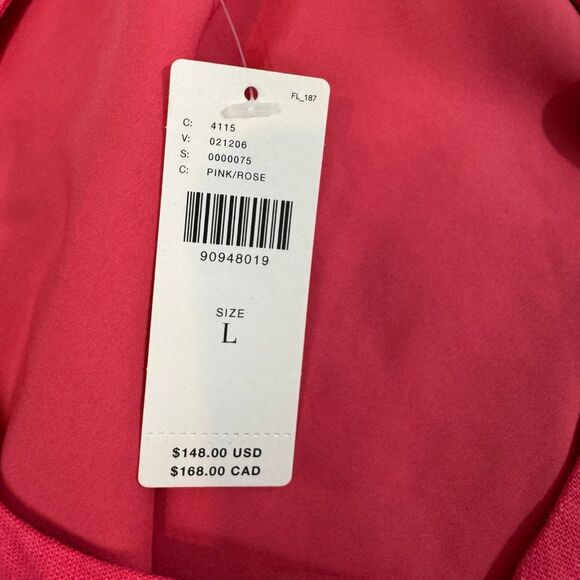 FL_187
C: 4115
V: 021206
S: 0000075
C: PINK/ROSE
90948019
SIZE
L
$148.00 USD
$168.00 CAD